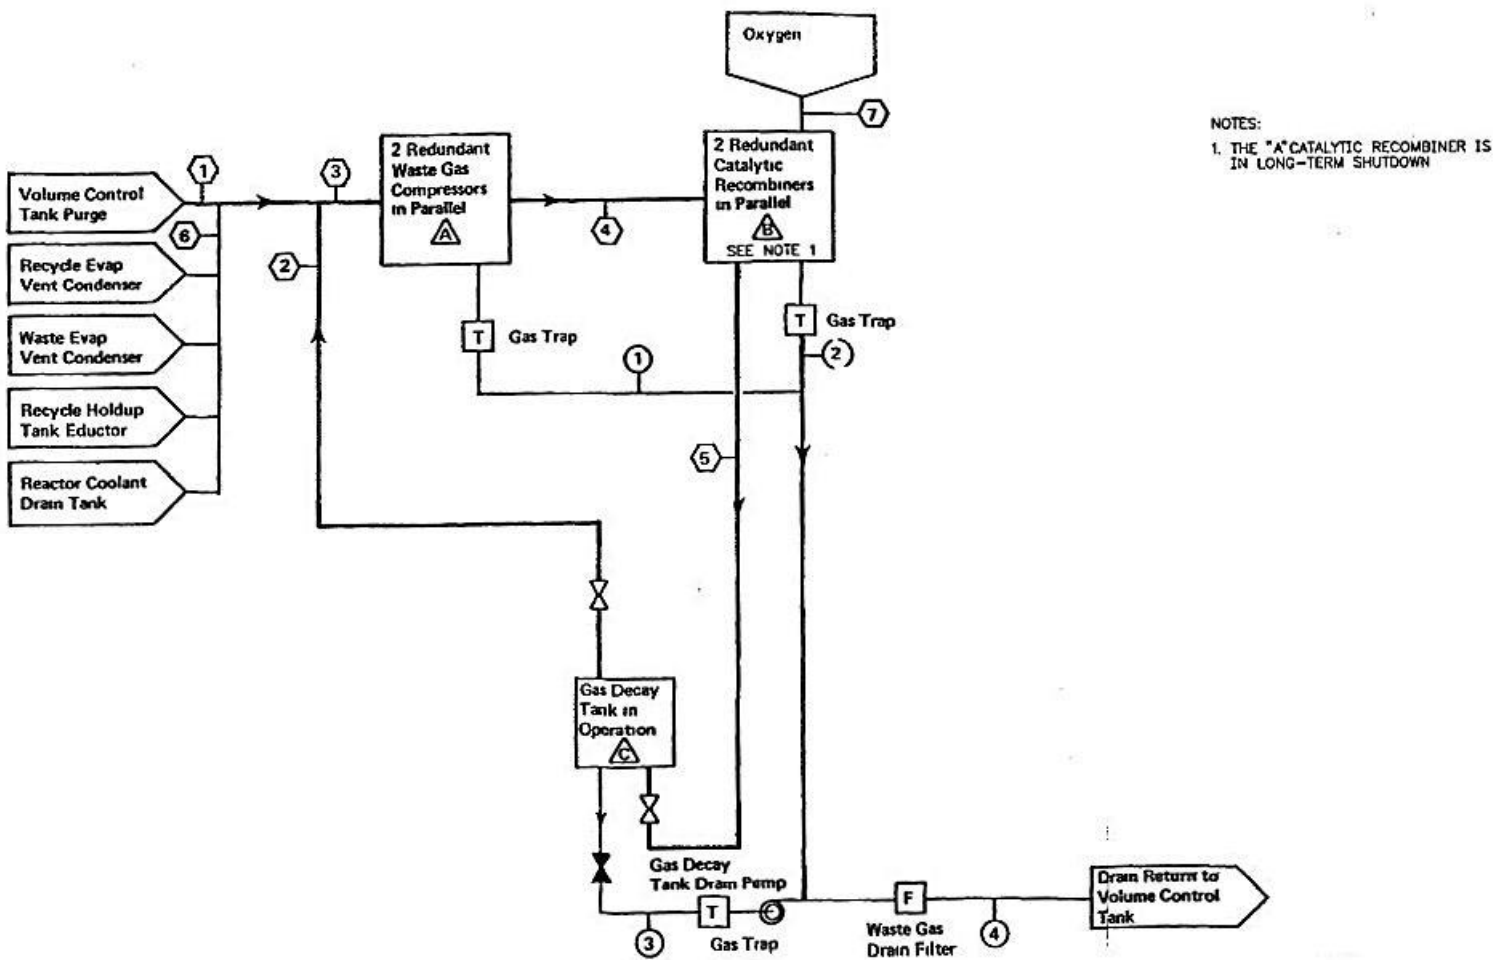 Oxygen
7
NOTES:
1. THE "A" CATALYTIC RECOMBINER IS
IN LONG-TERM SHUTDOWN
1
3
2 Redundant
Waste Gas
Compressors
in Parallel
A
2 Redundant
Catalytic
Recombiners
in Parallel
B
SEE NOTE 1
4
Volume Control
Tank Purge
6
2
Recycle Evap
Vent Condenser
Waste Evap
Vent Condenser
Recycle Holdup
Tank Eductor
Reactor Coolant
Drain Tank
T
Gas Trap
T
Gas Trap
1
2
5
Gas Decay
Tank in
Operation
C
Gas Decay
Tank Drain Pump
T
Gas Trap
3
F
Waste Gas
Drain Filter
4
Drain Return to
Volume Control
Tank